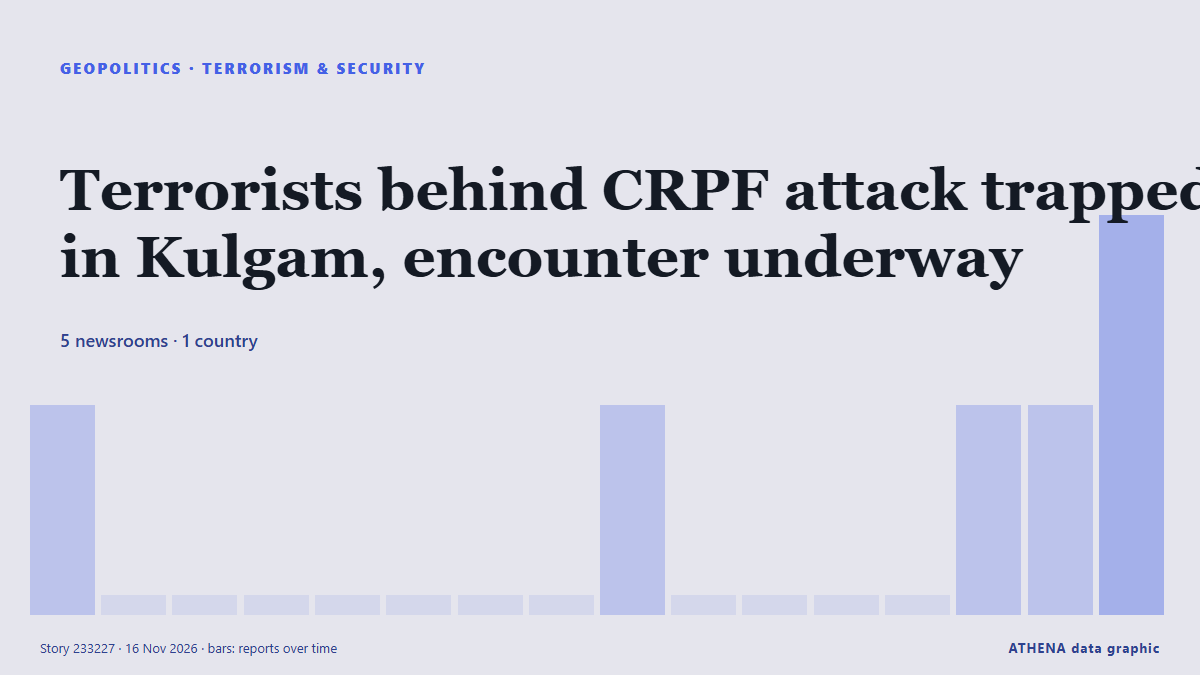 GEOPOLITICS · TERRORISM & SECURITY
Terrorists behind CRPF attack trapped
in Kulgam, encounter underway
5 newsrooms · 1 country
Story 233227 · 16 Nov 2026 · bars: reports over time
ATHENA data graphic